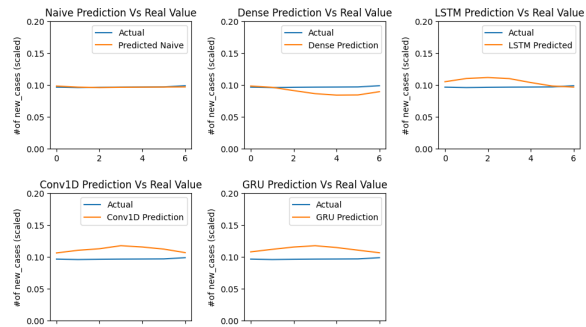 Naive Prediction Vs Real Value
#of new_cases (scaled)
0.20
0.15
0.10
0.05
0.00
0
2
4
6
Actual
Predicted Naive
Dense Prediction Vs Real Value
#of new_cases (scaled)
0.20
0.15
0.10
0.05
0.00
0
2
4
6
Actual
Dense Prediction
LSTM Prediction Vs Real Value
#of new_cases (scaled)
0.20
0.15
0.10
0.05
0.00
0
2
4
6
Actual
LSTM Predicted
Conv1D Prediction Vs Real Value
#of new_cases (scaled)
0.20
0.15
0.10
0.05
0.00
Actual
Conv1D Prediction
GRU Prediction Vs Real Value
#of new_cases (scaled)
0.20
0.15
0.10
0.05
0.00
Actual
GRU Prediction